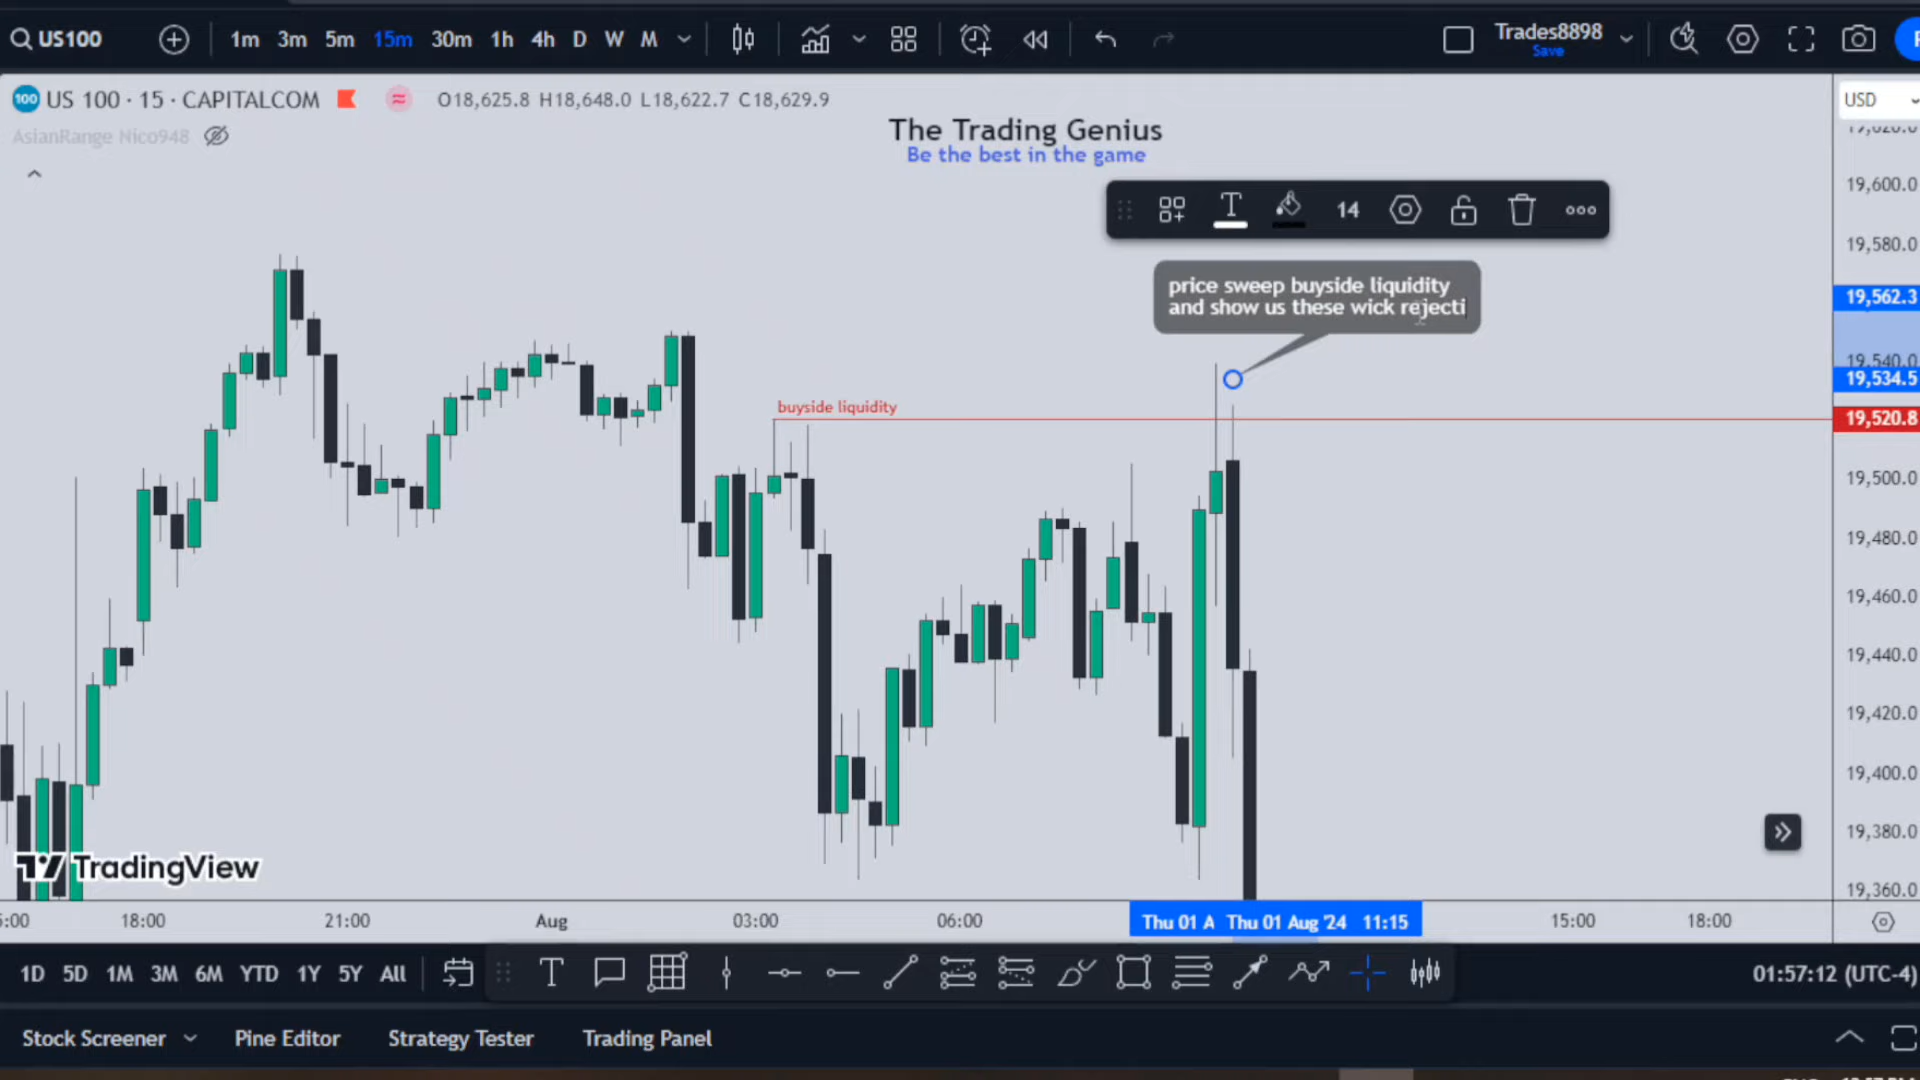 US100
1m 3m 5m 15m 30m 1h 4h D W M
Trades8898
Save
US 100 · 15 · CAPITALCOM
O18,625.8 H18,648.0 L18,622.7 C18,629.9
AsianRange Nico948
The Trading Genius
Be the best in the game
14
price sweep buyside liquidity
and show us these wick rejecti
buyside liquidity
USD
19,600.0
19,580.0
19,562.3
19,540.0
19,534.5
19,520.8
19,500.0
19,480.0
19,460.0
19,440.0
19,420.0
19,400.0
19,380.0
19,360.0
TradingView
18:00 21:00 Aug 03:00 06:00 Thu 01 A Thu 01 Aug '24 11:15 15:00 18:00
1D 5D 1M 3M 6M YTD 1Y 5Y All
01:57:12 (UTC-4)
Stock Screener Pine Editor Strategy Tester Trading Panel